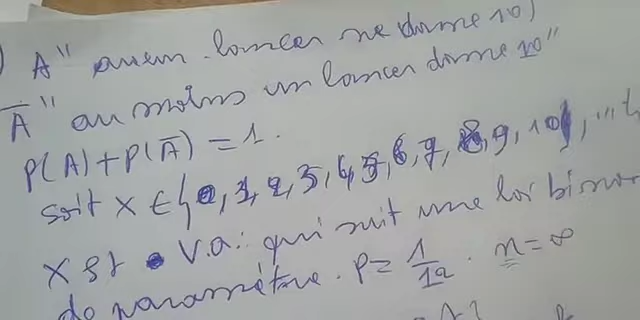 ) A" aucun lancer ne donne 10)
A̅ " au moins un lancer donne 10"
P(A) + P(A̅) = 1.
soit X ∈ {0, 1, 2, 3, 4, 5, 6, 7, 8, 9, 10, ...
X est V.a: qui suit une loi binom
de paramètre. P = 1/12 . n = ∞